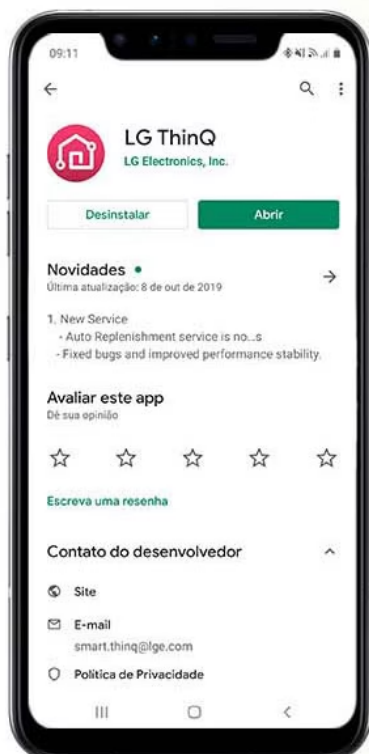 09:11
LG ThinQ
LG Electronics, Inc.
Desinstalar
Abrir
Novidades
Última atualização: 8 de out de 2019
1. New Service
- Auto Replenishment service is no...s
- Fixed bugs and improved performance stability.
Avaliar este app
Dê sua opinião
Escreva uma resenha
Contato do desenvolvedor
Site
E-mail
smart.thinq@lge.com
Política de Privacidade